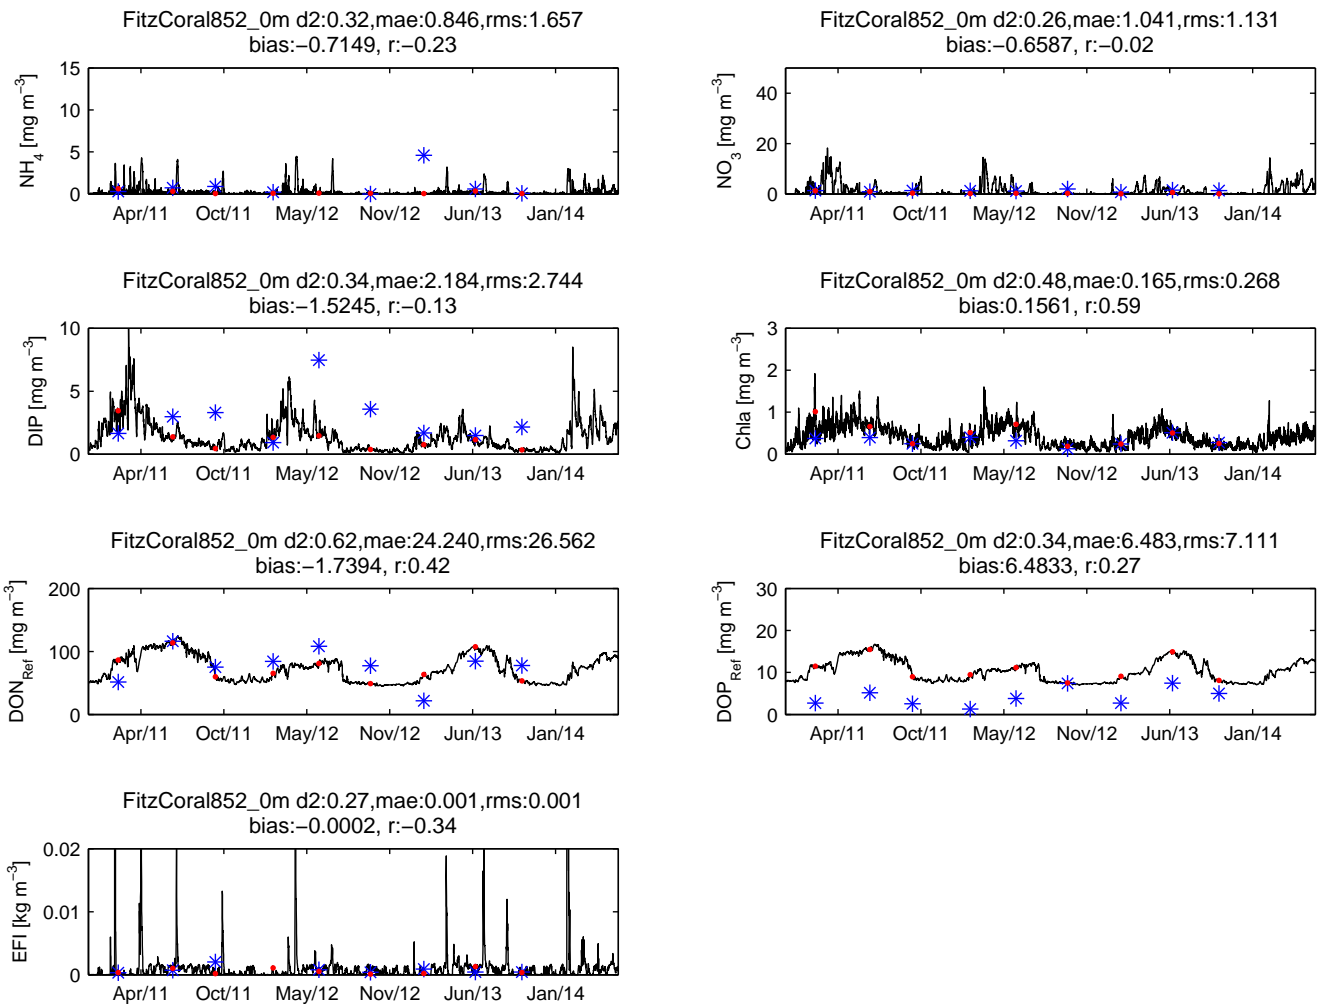 FitzCoral852_0m d2:0.32,mae:0.846,rms:1.657
bias:−0.7149, r:−0.23
NH4 [mg m−3]
15
10
5
0
Apr/11 Oct/11 May/12 Nov/12 Jun/13 Jan/14
FitzCoral852_0m d2:0.26,mae:1.041,rms:1.131
bias:−0.6587, r:−0.02
NO3 [mg m−3]
40
20
0
Apr/11 Oct/11 May/12 Nov/12 Jun/13 Jan/14
FitzCoral852_0m d2:0.34,mae:2.184,rms:2.744
bias:−1.5245, r:−0.13
DIP [mg m−3]
10
5
0
Apr/11 Oct/11 May/12 Nov/12 Jun/13 Jan/14
FitzCoral852_0m d2:0.48,mae:0.165,rms:0.268
bias:0.1561, r:0.59
Chla [mg m−3]
3
2
1
0
Apr/11 Oct/11 May/12 Nov/12 Jun/13 Jan/14
FitzCoral852_0m d2:0.62,mae:24.240,rms:26.562
bias:−1.7394, r:0.42
DONRef [mg m−3]
200
100
0
Apr/11 Oct/11 May/12 Nov/12 Jun/13 Jan/14
FitzCoral852_0m d2:0.34,mae:6.483,rms:7.111
bias:6.4833, r:0.27
DOPRef [mg m−3]
30
20
10
0
Apr/11 Oct/11 May/12 Nov/12 Jun/13 Jan/14
FitzCoral852_0m d2:0.27,mae:0.001,rms:0.001
bias:−0.0002, r:−0.34
EFI [kg m−3]
0.02
0.01
0
Apr/11 Oct/11 May/12 Nov/12 Jun/13 Jan/14